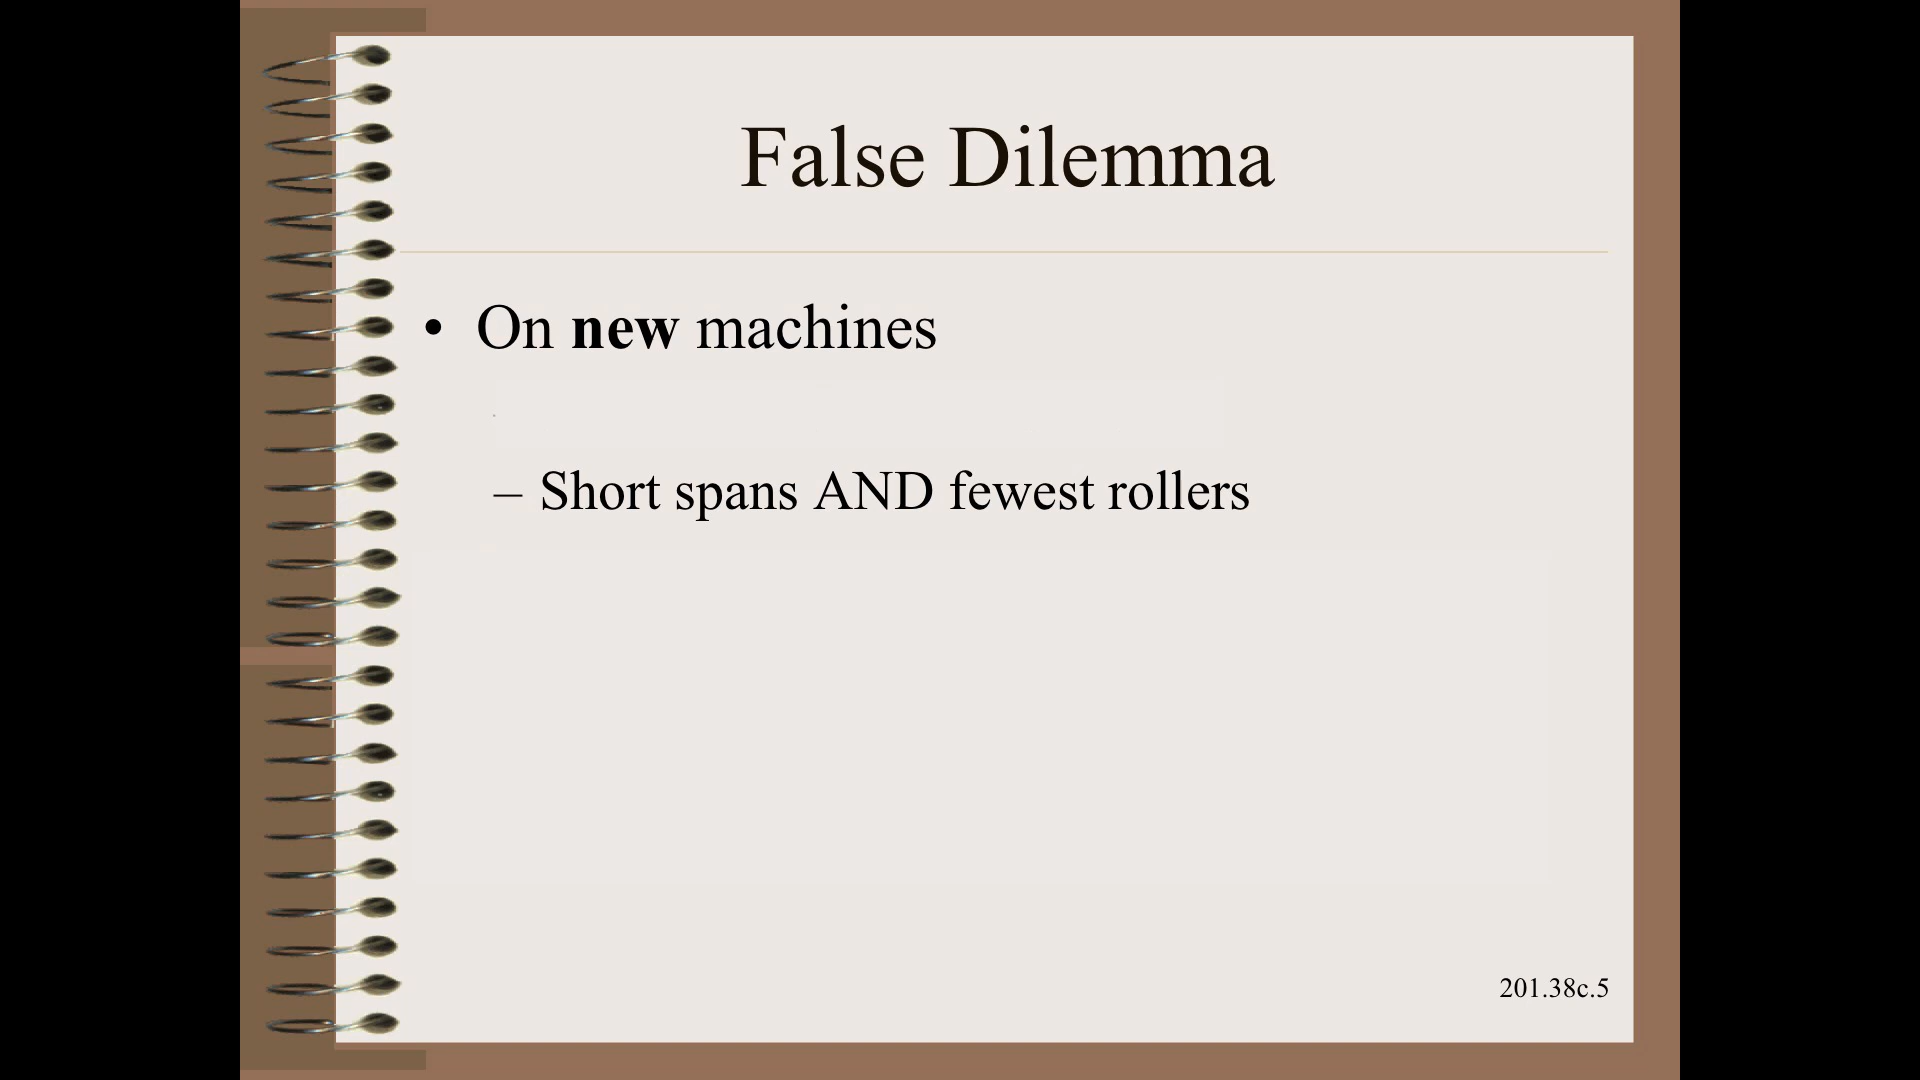 False Dilemma
• On new machines
– Short spans AND fewest rollers
201.38c.5